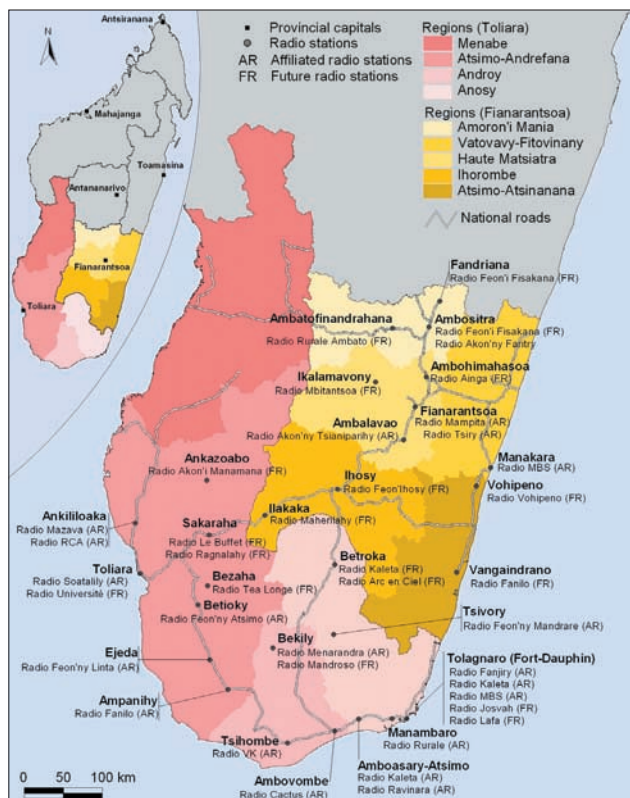 Antsiranana
N
Mahajanga
Toamasina
Antananarivo
Fianarantsoa
Toliara
Provincial capitals
Radio stations
AR Affiliated radio stations
FR Future radio stations
Regions (Toliara)
Menabe
Atsimo-Andrefana
Androy
Anosy
Regions (Fianarantsoa)
Amoron'i Mania
Vatovavy-Fitovinany
Haute Matsiatra
Ihorombe
Atsimo-Atsinanana
National roads
Fandriana
Radio Feon'i Fisakana (FR)
Ambatofinandrahana
Radio Rurale Ambato (FR)
Ambositra
Radio Feon'i Fisakana (FR)
Radio Akon'ny Fantry
Ambohimahasoa
Radio Ainga (FR)
Ikalamavony
Radio Mbitantsoa (FR)
Fianarantsoa
Radio Mampita (AR)
Radio Tsiry (AR)
Ambalavao
Radio Akon'ny Tsianiparihy (AR)
Manakara
Radio MBS (AR)
Ankazoabo
Radio Akon'i Manamana (FR)
Ihosy
Radio Feon'Ihosy (FR)
Vohipeno
Radio Vohipeno (FR)
Ilakaka
Radio Maherilahy (FR)
Ankililoaka
Radio Mazava (AR)
Radio RCA (AR)
Sakaraha
Radio Le Buffet (FR)
Radio Ragnalahy (FR)
Betroka
Radio Kaleta (FR)
Radio Arc en Ciel (FR)
Vangaindrano
Radio Fanilo (FR)
Toliara
Radio Soatalily (AR)
Radio Université (FR)
Bezaha
Radio Tea Longe (FR)
Betioky
Radio Feon'ny Atsimo (AR)
Tsivory
Radio Feon'ny Mandrare (AR)
Bekily
Radio Menarandra (AR)
Radio Mandroso (FR)
Ejeda
Radio Feon'ny Linta (AR)
Tolagnaro (Fort-Dauphin)
Radio Fanjiry (AR)
Radio Kaleta (AR)
Radio MBS (AR)
Radio Josvah (FR)
Radio Lafa (FR)
Ampanihy
Radio Fanilo (AR)
Manambaro
Radio Rurale (AR)
Tsihombe
Radio VK (AR)
Amboasary-Atsimo
Radio Kaleta (AR)
Radio Ravinara (AR)
Ambovombe
Radio Cactus (AR)
0 50 100 km